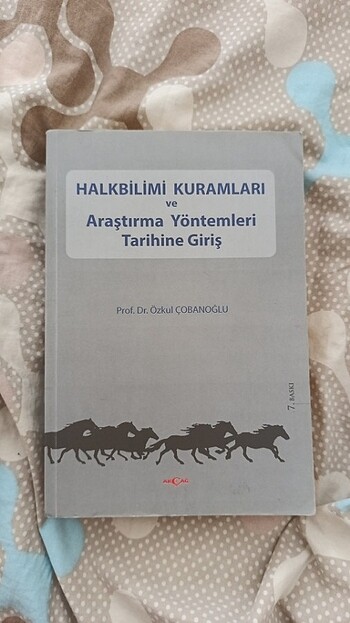 HALKBİLİMİ KURAMLARI
ve
Araştırma Yöntemleri
Tarihine Giriş
Prof. Dr. Özkul ÇOBANOĞLU
7. BASKI